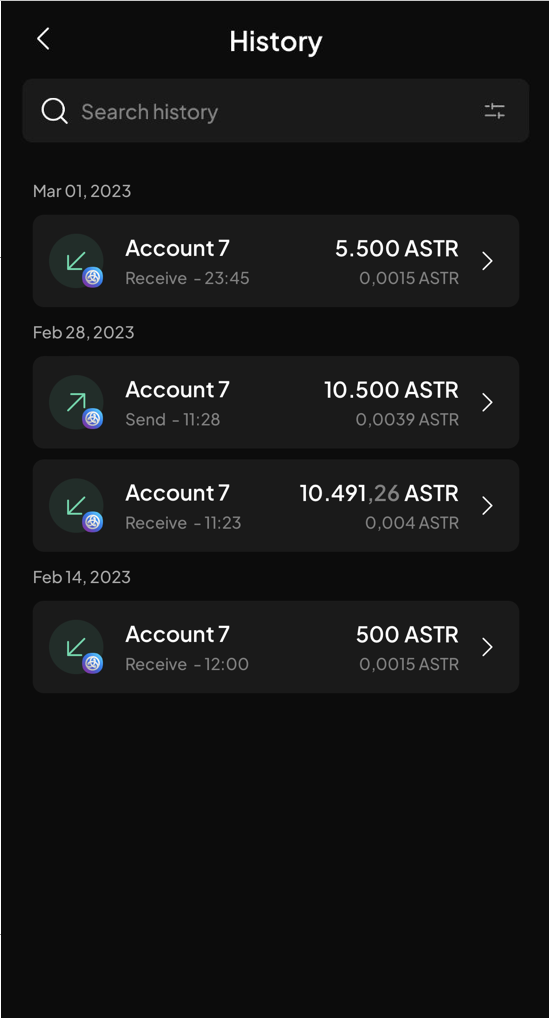 History
Search history
Mar 01, 2023
Account 7 5.500 ASTR
Receive - 23:45 0,0015 ASTR
Feb 28, 2023
Account 7 10.500 ASTR
Send - 11:28 0,0039 ASTR
Account 7 10.491,26 ASTR
Receive - 11:23 0,004 ASTR
Feb 14, 2023
Account 7 500 ASTR
Receive - 12:00 0,0015 ASTR